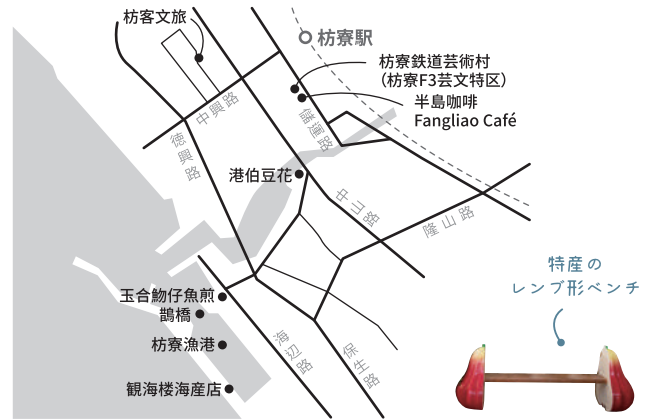 枋客文旅
枋寮駅
枋寮鉄道芸術村
（枋寮F3芸文特区）
半島咖啡
Fangliao Café
中興路
儲運路
徳興路
港伯豆花
中山路
隆山路
特産の
レンブ形ベンチ
玉合魩仔魚煎
鵲橋
枋寮漁港
観海楼海産店
海辺路
保生路